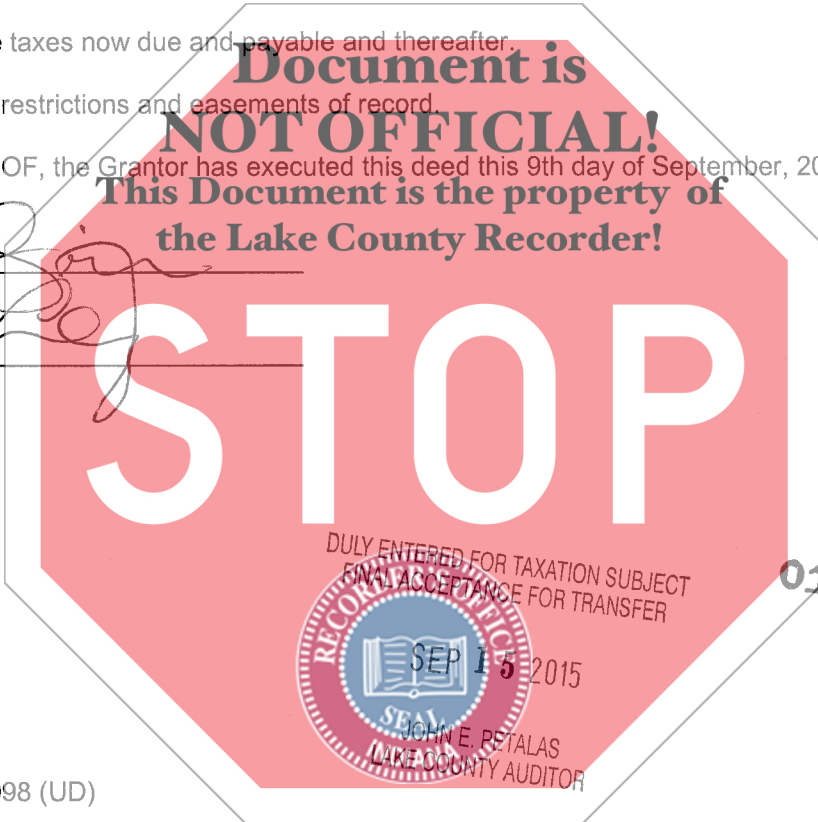 taxes now due and payable and thereafter.
Document is
restrictions and easements of record.
NOT OFFICIAL!
OF, the Grantor has executed this deed this 9th day of September, 20
This Document is the property of
the Lake County Recorder!
STOP
DULY ENTERED FOR TAXATION SUBJECT
FINAL ACCEPTANCE FOR TRANSFER
RECORDER'S OFFICE
SEP 15 2015
SEAL
INDIANA
JOHN E. PETALAS
LAKE COUNTY AUDITOR
98 (UD)